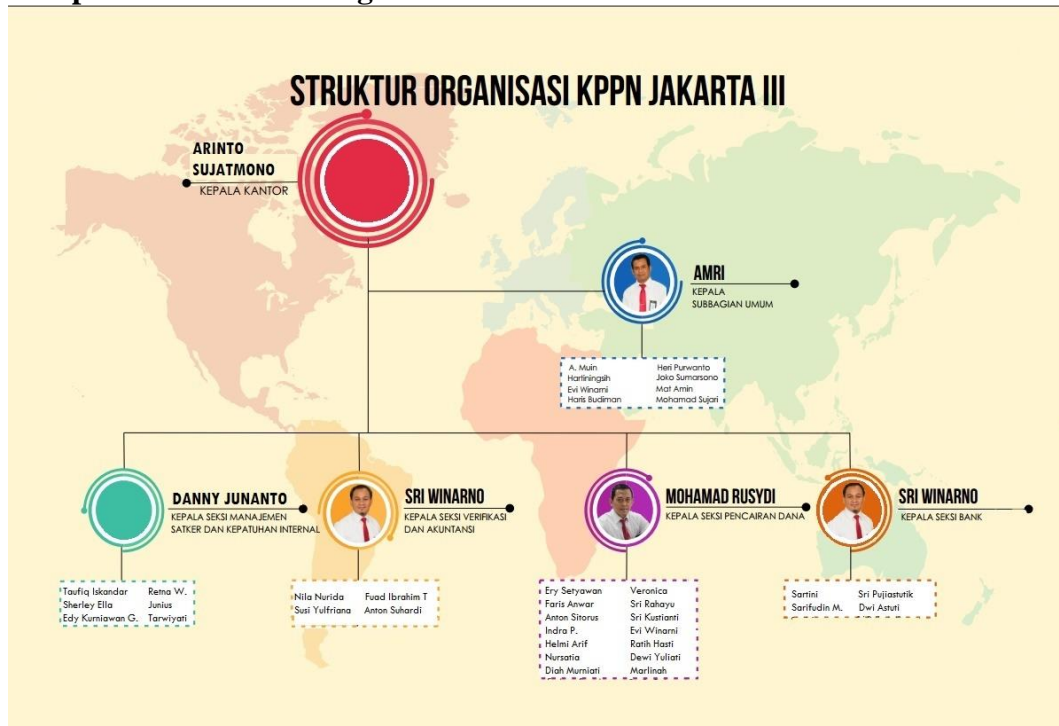 STRUKTUR ORGANISASI KPPN JAKARTA III
ARINTO
SUJATMONO
KEPALA KANTOR
AMRI
KEPALA
SUBBAGIAN UMUM
A. Muin
Hartiningsih
Evi Winarni
Haris Budiman
Heri Purwanto
Joko Sumarsono
Mat Amin
Mohamad Sujari
DANNY JUNANTO
KEPALA SEKSI MANAJEMEN
SATKER DAN KEPATUHAN INTERNAL
Taufiq Iskandar
Sherley Ella
Edy Kurniawan G.
Retna W.
Junius
Tarwiyati
SRI WINARNO
KEPALA SEKSI VERIFIKASI
DAN AKUNTANSI
Nila Nurida
Susi Yulfriana
Fuad Ibrahim T
Anton Suhardi
MOHAMAD RUSYDI
KEPALA SEKSI PENCAIRAN DANA
Ery Setyawan
Faris Anwar
Anton Sitorus
Indra P.
Helmi Arif
Nursatia
Diah Murniati
Veronica
Sri Rahayu
Sri Kustianti
Evi Winarni
Ratih Hasti
Dewi Yuliati
Marlinah
SRI WINARNO
KEPALA SEKSI BANK
Sartini
Sarifudin M.
Sri Pujiastutik
Dwi Astuti